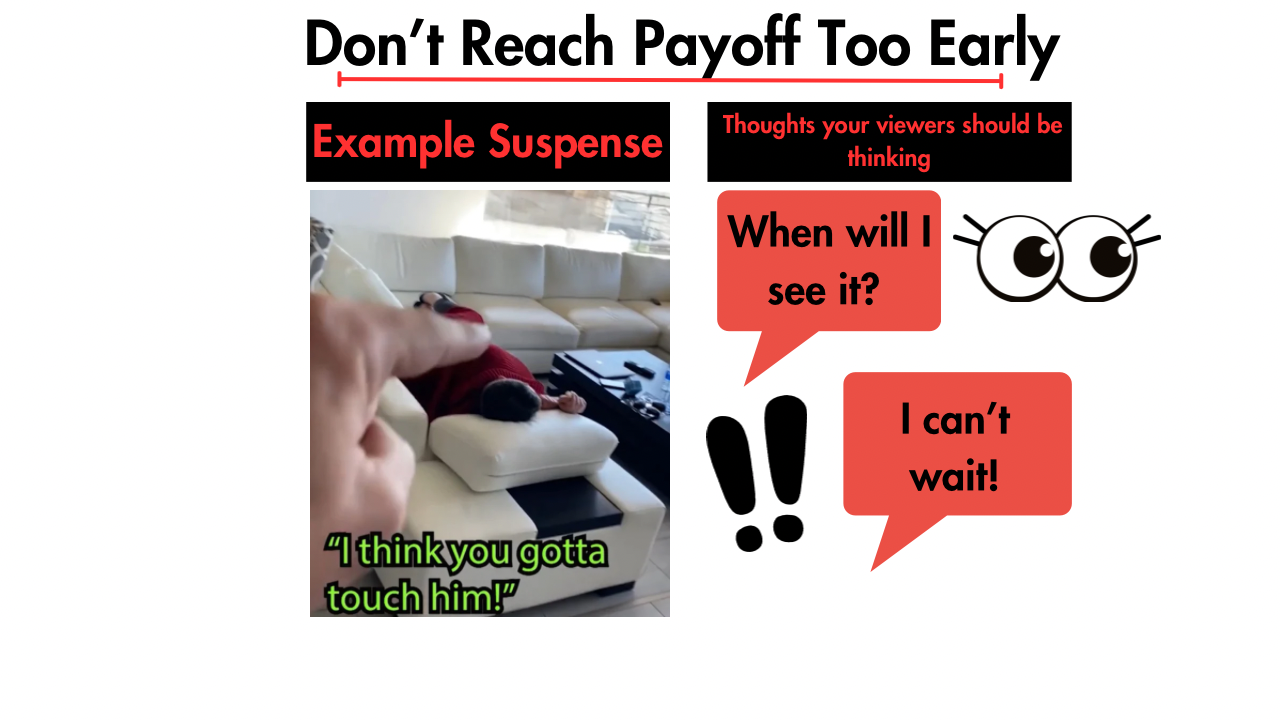 Don’t Reach Payoff Too Early
Example Suspense
Thoughts your viewers should be
thinking
When will I
see it?
I can’t
wait!
“I think you gotta
touch him!”